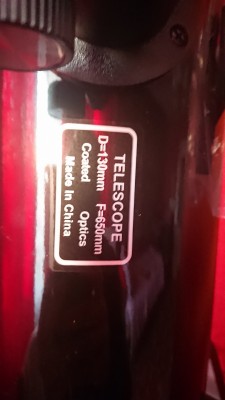 TELESCOPE
D=130mm F=650mm
Coated Optics
Made in China